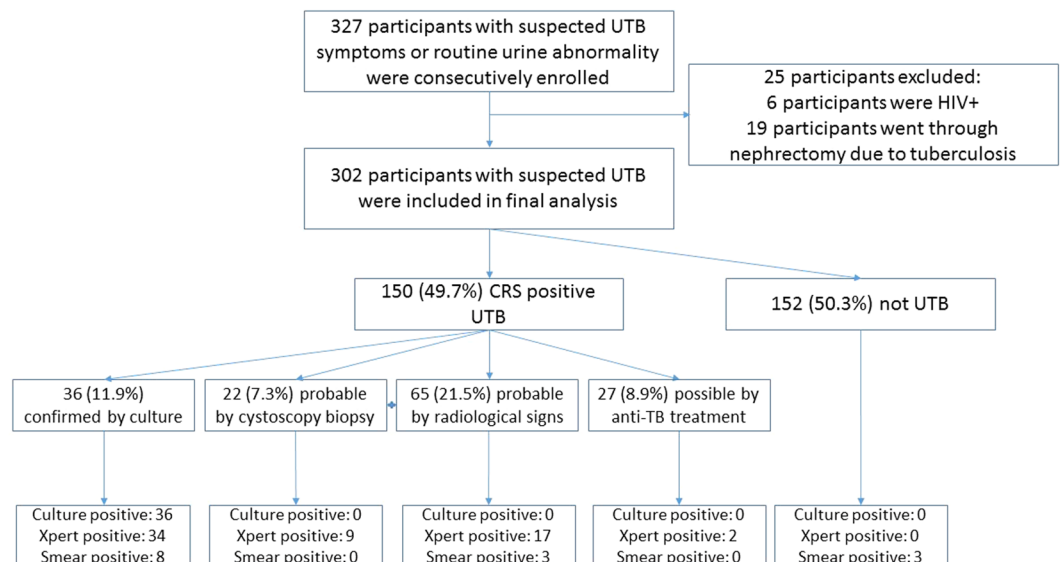 327 participants with suspected UTB
symptoms or routine urine abnormality
were consecutively enrolled
25 participants excluded:
6 participants were HIV+
19 participants went through
nephrectomy due to tuberculosis
302 participants with suspected UTB
were included in final analysis
150 (49.7%) CRS positive
UTB
152 (50.3%) not UTB
36 (11.9%)
confirmed by culture
22 (7.3%) probable
by cystoscopy biopsy
65 (21.5%) probable
by radiological signs
27 (8.9%) possible by
anti-TB treatment
Culture positive: 36
Xpert positive: 34
Smear positive: 8
Culture positive: 0
Xpert positive: 9
Smear positive: 0
Culture positive: 0
Xpert positive: 17
Smear positive: 3
Culture positive: 0
Xpert positive: 2
Smear positive: 0
Culture positive: 0
Xpert positive: 0
Smear positive: 3